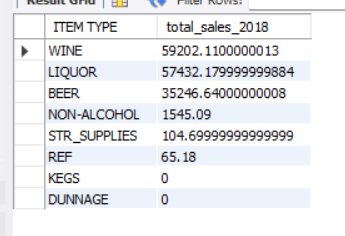 Result Grid Filter Rows:
ITEM TYPE total_sales_2018
WINE 59202.1100000013
LIQUOR 57432.179999999884
BEER 35246.64000000008
NON-ALCOHOL 1545.09
STR_SUPPLIES 104.69999999999999
REF 65.18
KEGS 0
DUNNAGE 0